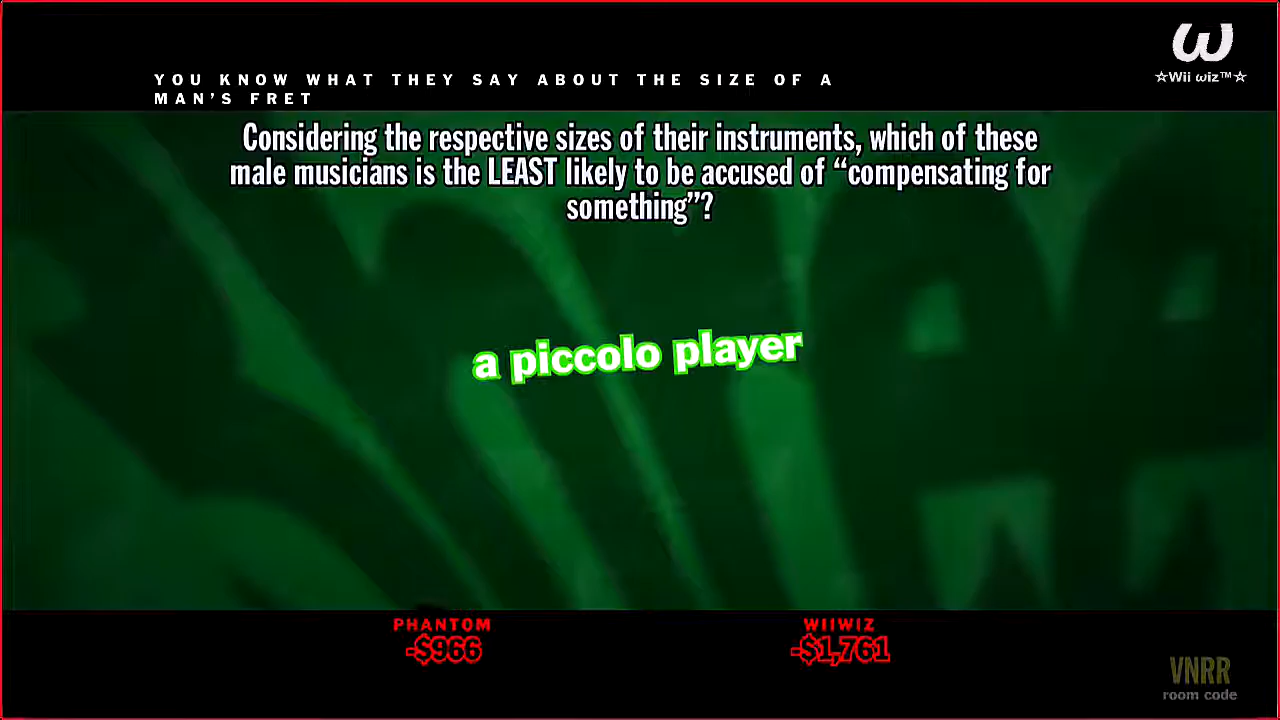 ω
☆Wii ωiz™☆
YOU KNOW WHAT THEY SAY ABOUT THE SIZE OF A
MAN'S FRET
Considering the respective sizes of their instruments, which of these
male musicians is the LEAST likely to be accused of “compensating for
something”?
a piccolo player
PHANTOM
-$966
WIIWIZ
-$1,761
VNRR
room code